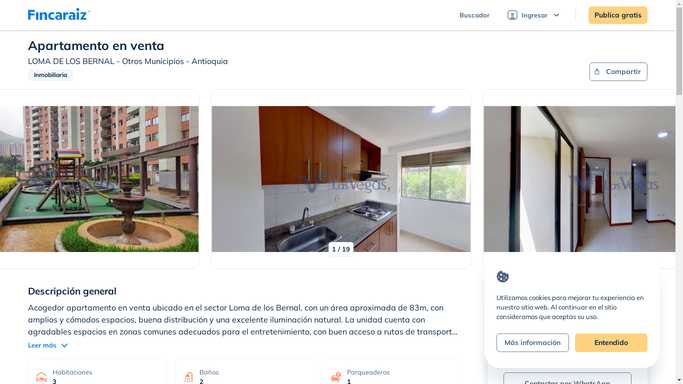 Fincaraiz
Buscador
Ingresar
Publica gratis
Apartamento en venta
LOMA DE LOS BERNAL - Otros Municipios - Antioquia
Inmobiliaria
Compartir
Las Vegas,
Las Vegas
1 / 19
Descripción general
Acogedor apartamento en venta ubicado en el sector Loma de los Bernal, con un área aproximada de 83m, con
amplios y cómodos espacios, buena distribución y una excelente iluminación natural. La unidad cuenta con
agradables espacios en zonas comunes adecuados para el entretenimiento, con buen acceso a rutas de transport...
Leer más
Habitaciones
3
Baños
2
Parqueaderos
1
Utilizamos cookies para mejorar tu experiencia en
nuestro sitio web. Al continuar en el sitio
consideramos que aceptas su uso.
Más información
Entendido
Contactar por WhatsApp